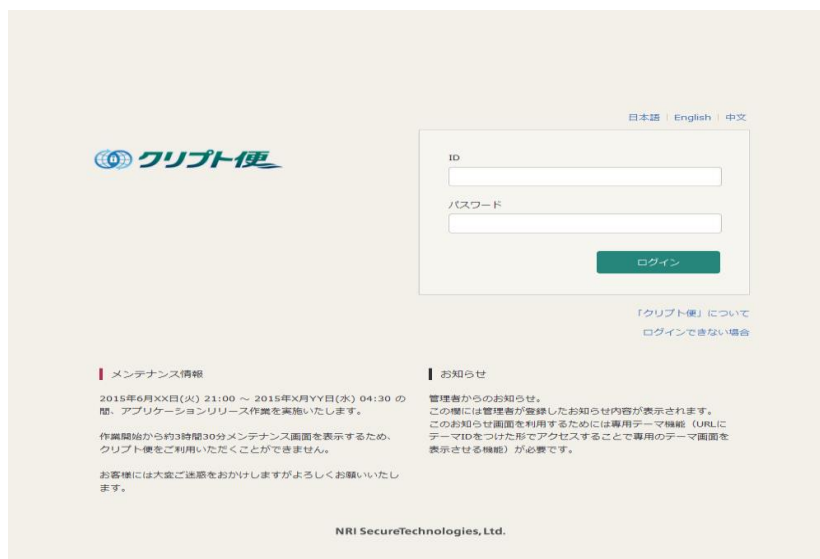 日本語 | English | 中文
クリプト便
ID
パスワード
ログイン
「クリプト便」について
ログインできない場合
メンテナンス情報
2015年6月XX日(火) 21:00 ～ 2015年X月YY日(水) 04:30 の
間、アプリケーションリリース作業を実施いたします。
作業開始から約3時間30分メンテナンス画面を表示するため、
クリプト便をご利用いただくことができません。
お客様には大変ご迷惑をおかけしますがよろしくお願いいたし
ます。
お知らせ
管理者からのお知らせ。
この欄には管理者が登録したお知らせ内容が表示されます。
このお知らせ画面を利用するためには専用テーマ機能（URLに
テーマIDをつけた形でアクセスすることで専用のテーマ画面を
表示させる機能）が必要です。
NRI SecureTechnologies, Ltd.